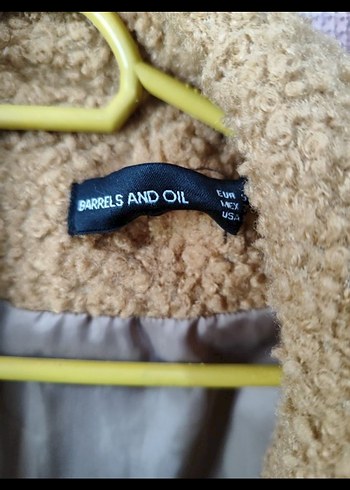 BARRELS AND OIL
EUR S
MEX
USA